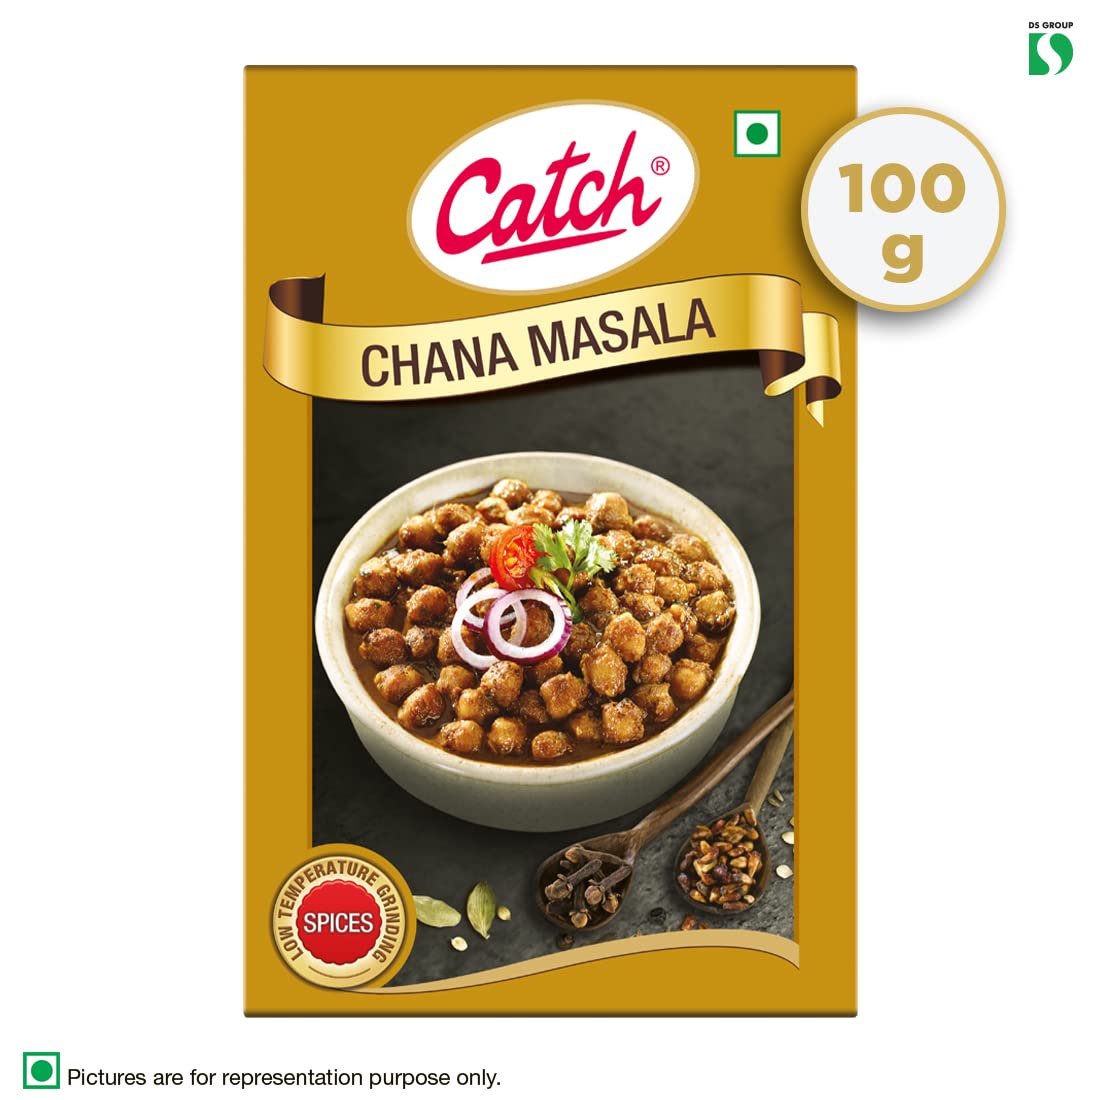 DS GROUP
Catch®
100
g
CHANA MASALA
LOW TEMPERATURE GRINDING
SPICES
Pictures are for representation purpose only.